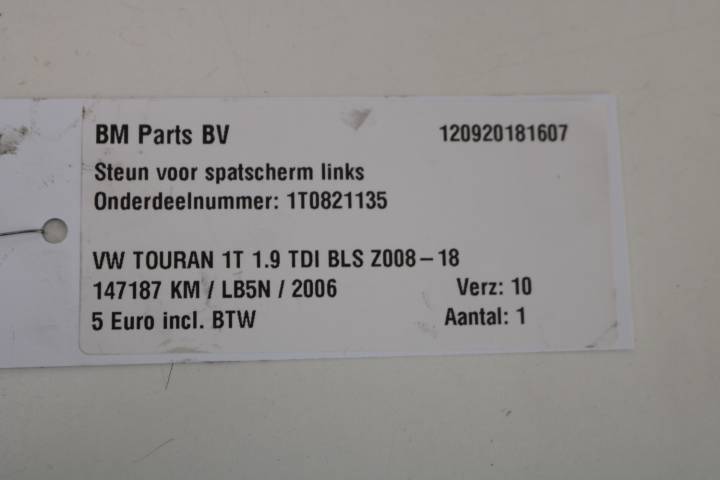 BM Parts BV 120920181607
Steun voor spatscherm links
Onderdeelnummer: 1T0821135
VW TOURAN 1T 1.9 TDI BLS Z008-18
147187 KM / LB5N / 2006 Verz: 10
5 Euro incl. BTW Aantal: 1